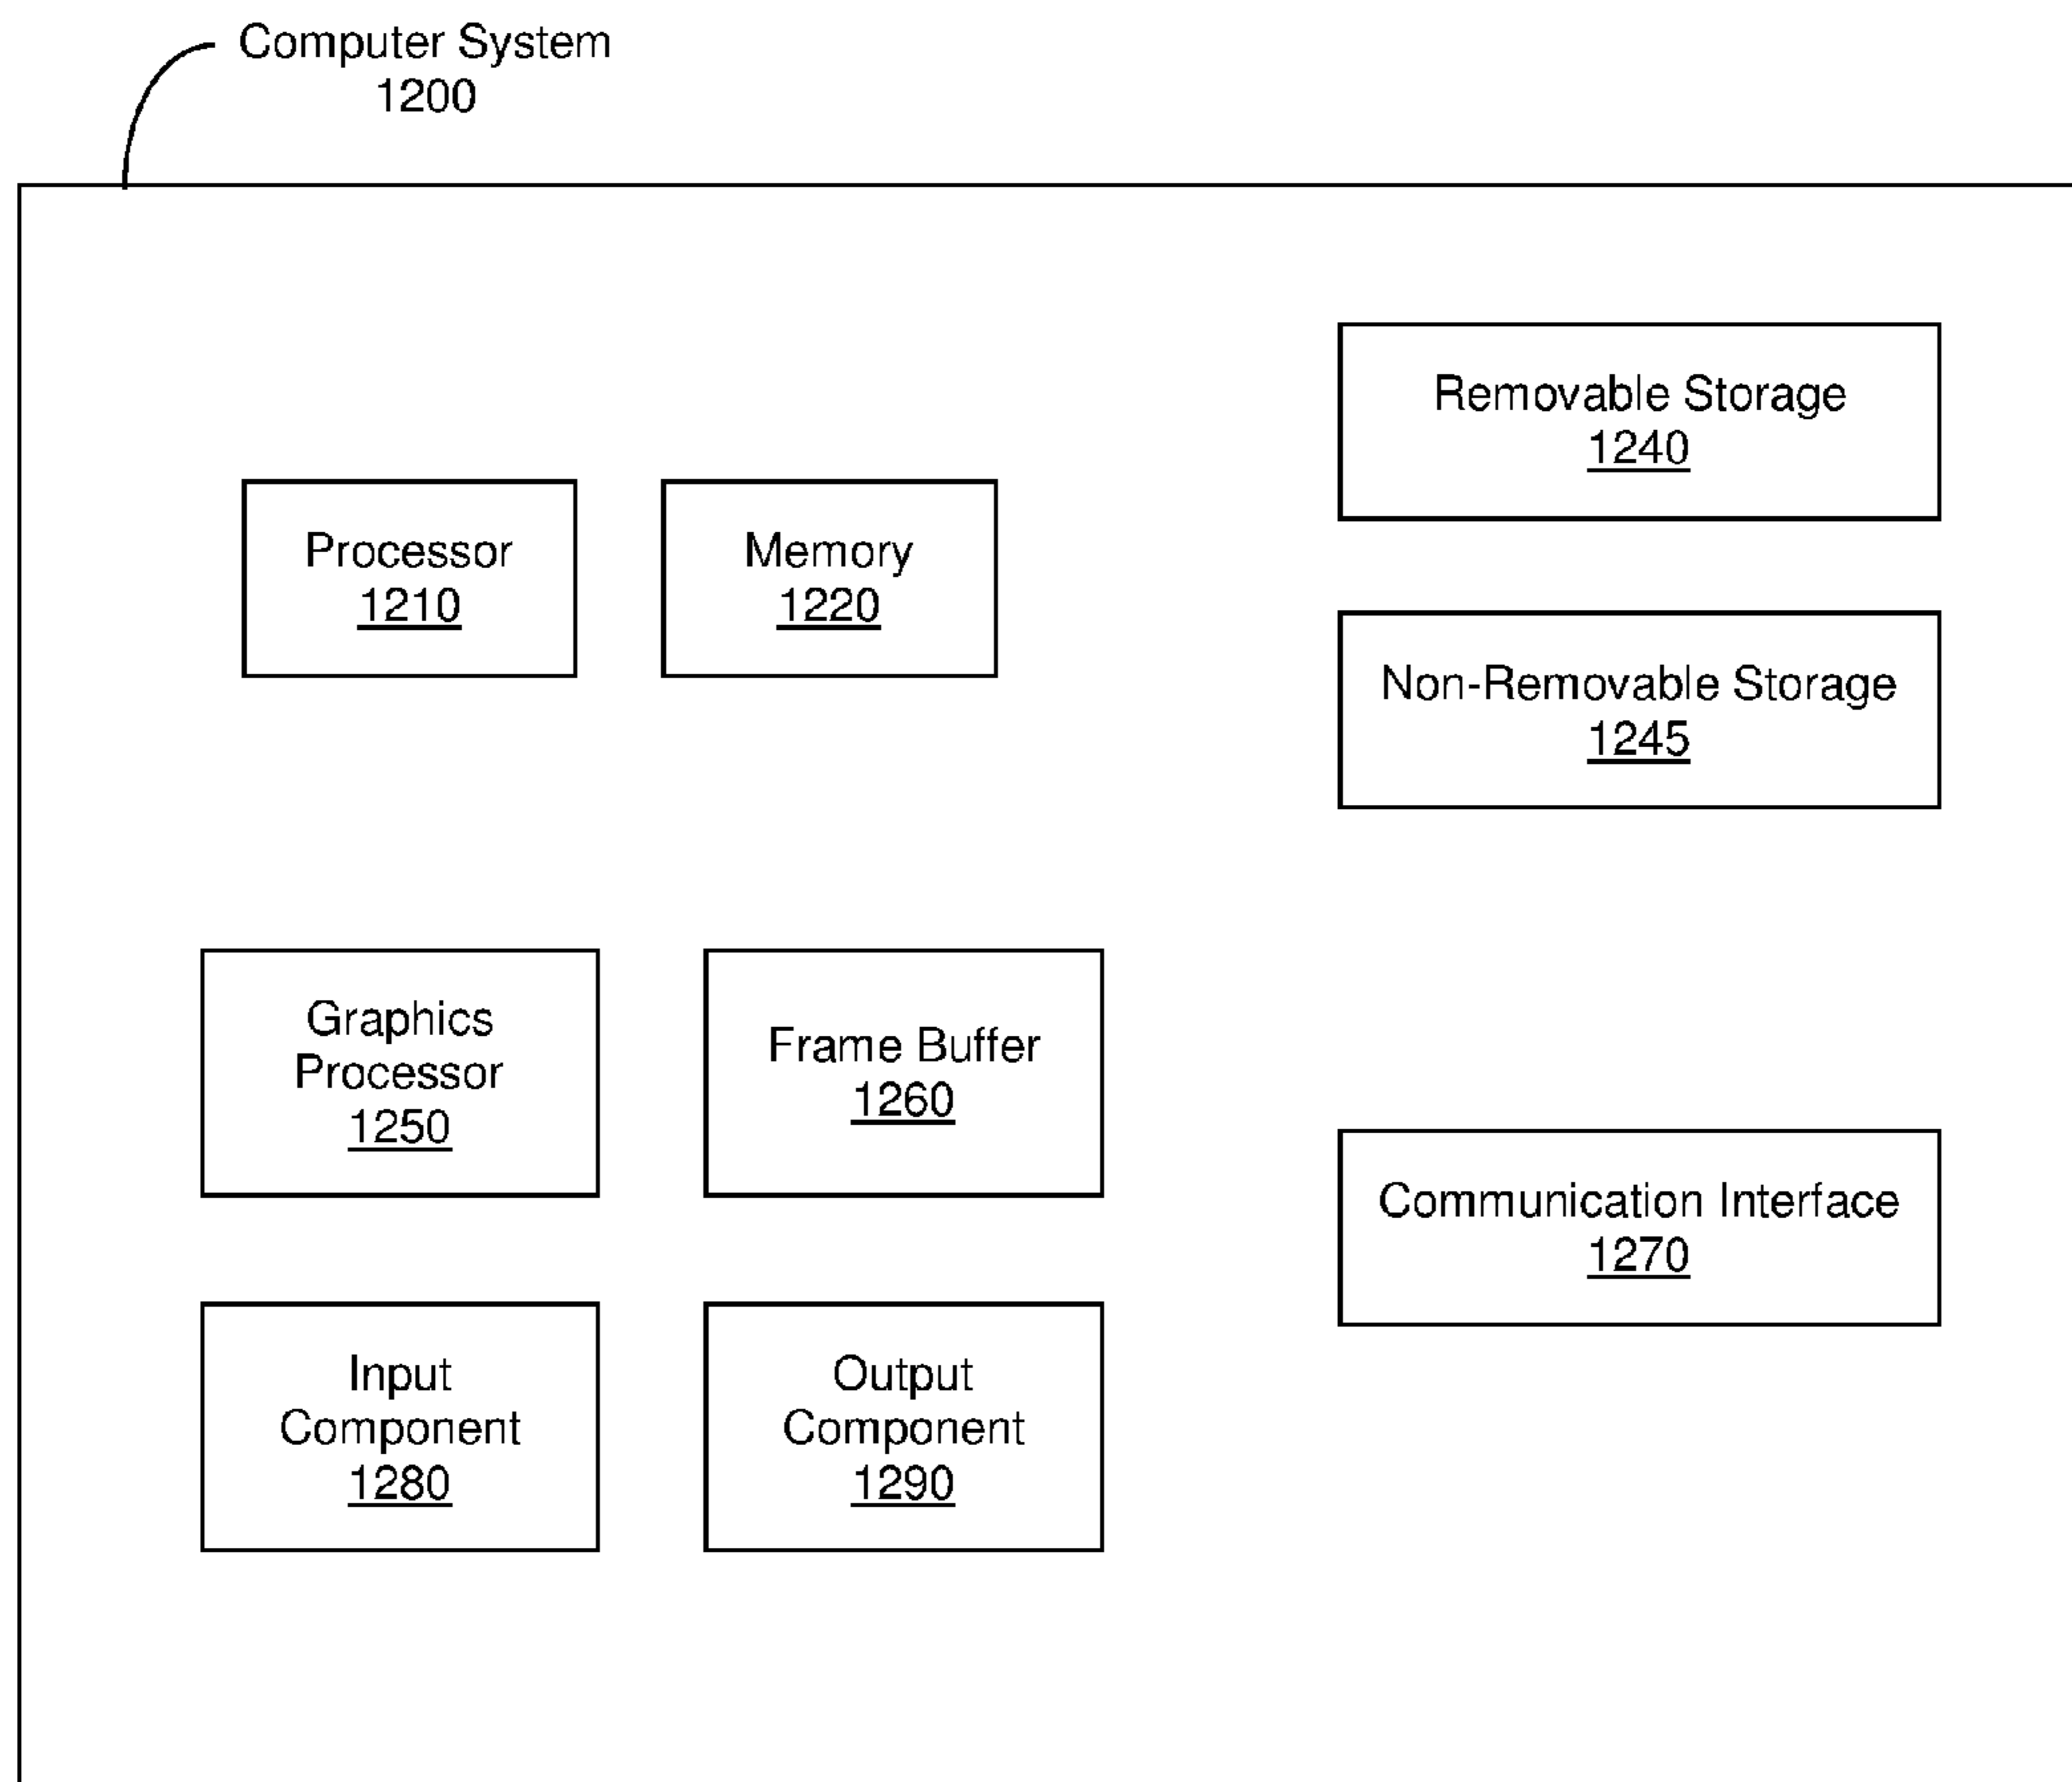 Computer System
1200
Removable Storage
1240
Processor
1210
Memory
1220
Non-Removable Storage
1245
Graphics
Processor
1250
Frame Buffer
1260
Communication Interface
1270
Input
Component
1280
Output
Component
1290